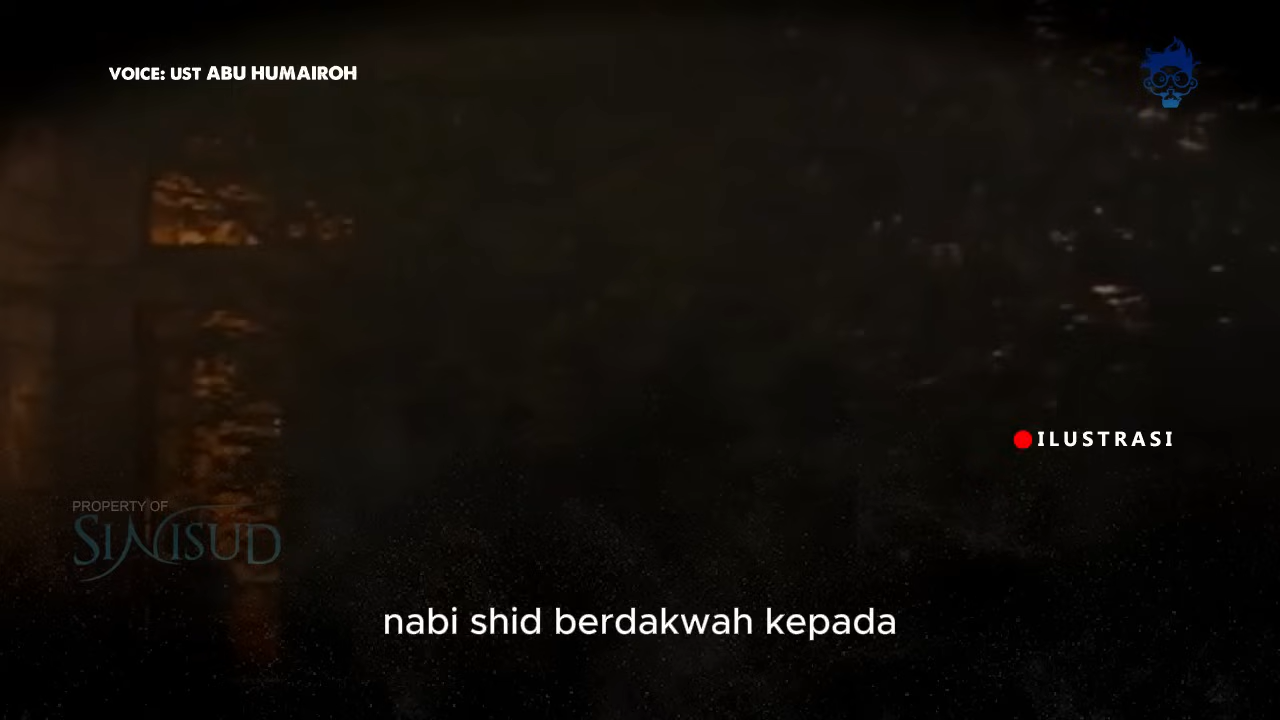 VOICE: UST ABU HUMAIROH
ILUSTRASI
PROPERTY OF
SINISUD
nabi shid berdakwah kepada